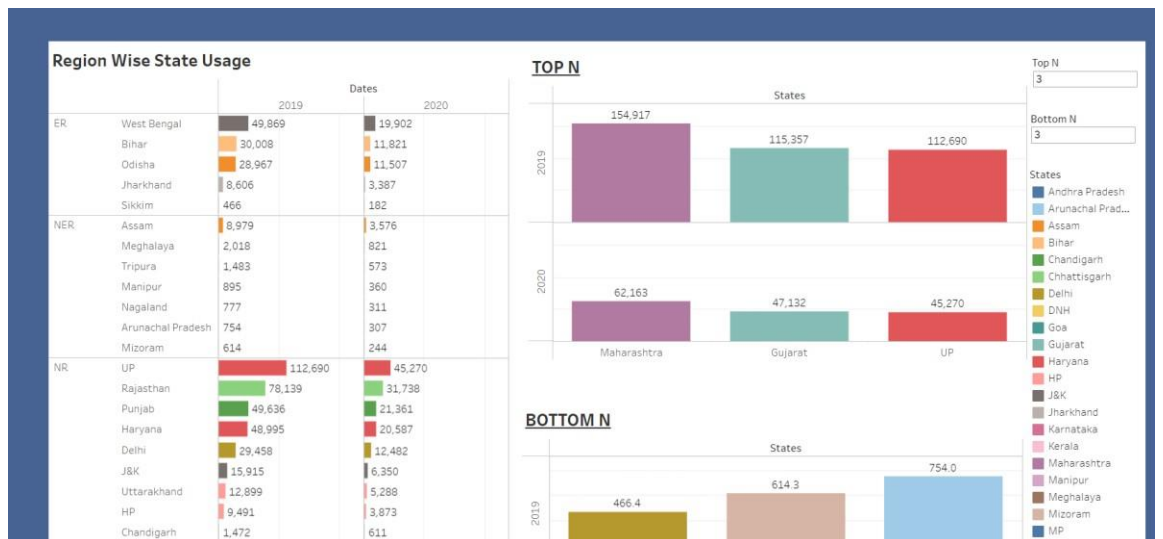 Region Wise State Usage
Dates
2019 2020
ER West Bengal 49,869 19,902
Bihar 30,008 11,821
Odisha 28,967 11,507
Jharkhand 8,606 3,387
Sikkim 466 182
NER Assam 8,979 3,576
Meghalaya 2,018 821
Tripura 1,483 573
Manipur 895 360
Nagaland 777 311
Arunachal Pradesh 754 307
Mizoram 614 244
NR UP 112,690 45,270
Rajasthan 78,139 31,738
Punjab 49,636 21,361
Haryana 48,995 20,587
Delhi 29,458 12,482
J&K 15,915 6,350
Uttarakhand 12,899 5,288
HP 9,491 3,873
Chandigarh 1,472 611
TOP N
States
2019
154,917 115,357 112,690
2020
62,163 47,132 45,270
Maharashtra Gujarat UP
BOTTOM N
States
2019
466.4 614.3 754.0
Top N
3
Bottom N
3
States
Andhra Pradesh
Arunachal Prad...
Assam
Bihar
Chandigarh
Chhattisgarh
Delhi
DNH
Goa
Gujarat
Haryana
HP
J&K
Jharkhand
Karnataka
Kerala
Maharashtra
Manipur
Meghalaya
Mizoram
MP